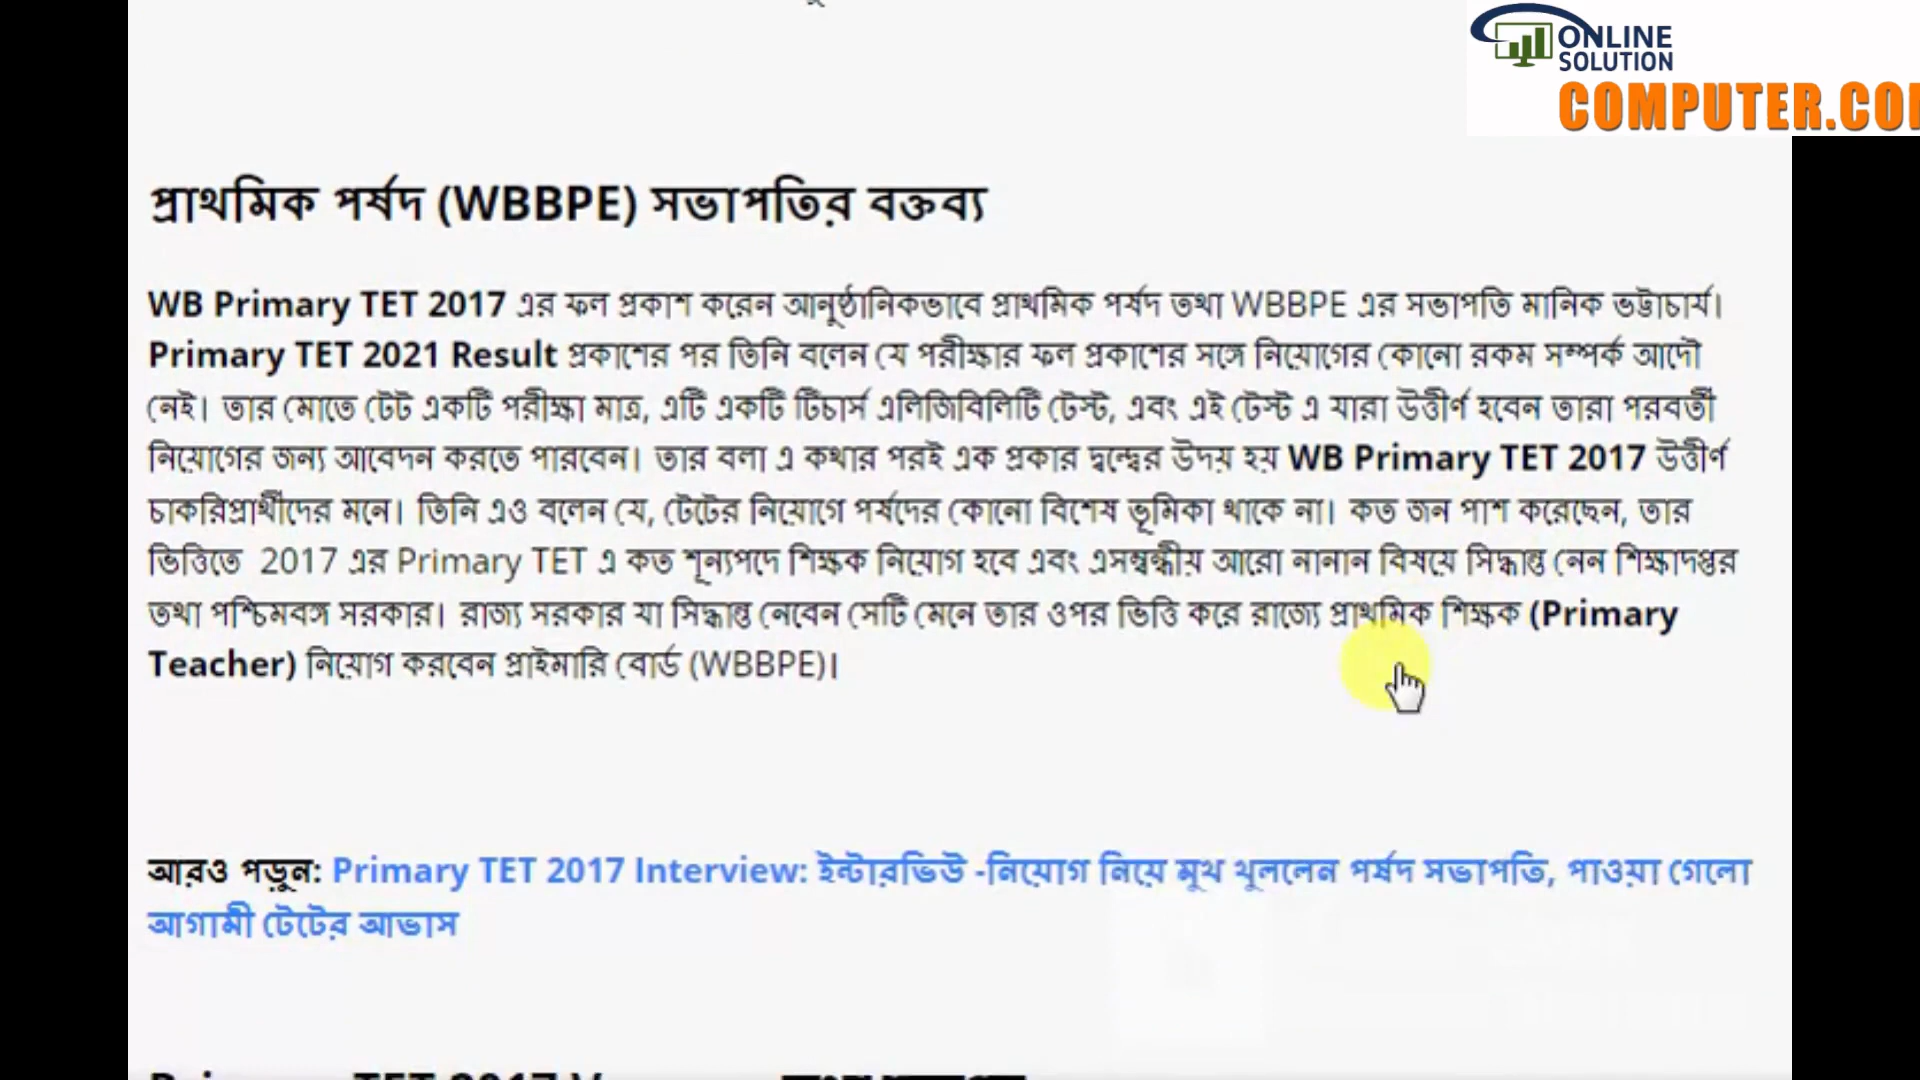 ONLINE
SOLUTION
COMPUTER.CO
প্রাথমিক পর্ষদ (WBBPE) সভাপতির বক্তব্য
WB Primary TET 2017 এর ফল প্রকাশ করেন আনুষ্ঠানিকভাবে প্রাথমিক পর্ষদ তথা WBBPE এর সভাপতি মানিক ভট্টাচার্য।
Primary TET 2021 Result প্রকাশের পর তিনি বলেন যে পরীক্ষার ফল প্রকাশের সঙ্গে নিয়োগের কোনো রকম সম্পর্ক আদৌ
নেই। তার মোতে টেট একটি পরীক্ষা মাত্র, এটি একটি টিচার্স এলিজিবিলিটি টেস্ট, এবং এই টেস্ট এ যারা উত্তীর্ণ হবেন তারা পরবর্তী
নিয়োগের জন্য আবেদন করতে পারবেন। তার বলা এ কথার পরই এক প্রকার দ্বন্দ্বের উদয় হয় WB Primary TET 2017 উত্তীর্ণ
চাকরিপ্রার্থীদের মনে। তিনি এও বলেন যে, টেটের নিয়োগে পর্ষদের কোনো বিশেষ ভূমিকা থাকে না। কত জন পাশ করেছেন, তার
ভিত্তিতে 2017 এর Primary TET এ কত শূন্যপদে শিক্ষক নিয়োগ হবে এবং এসম্বন্ধীয় আরো নানান বিষয়ে সিদ্ধান্ত নেন শিক্ষাদপ্তর
তথা পশ্চিমবঙ্গ সরকার। রাজ্য সরকার যা সিদ্ধান্ত নেবেন সেটি মেনে তার ওপর ভিত্তি করে রাজ্যে প্রাথমিক শিক্ষক (Primary
Teacher) নিয়োগ করবেন প্রাইমারি বোর্ড (WBBPE)।
আরও পড়ুন: Primary TET 2017 Interview: ইন্টারভিউ -নিয়োগ নিয়ে মুখ খুললেন পর্ষদ সভাপতি, পাওয়া গেলো
আগামী টেটের আভাস